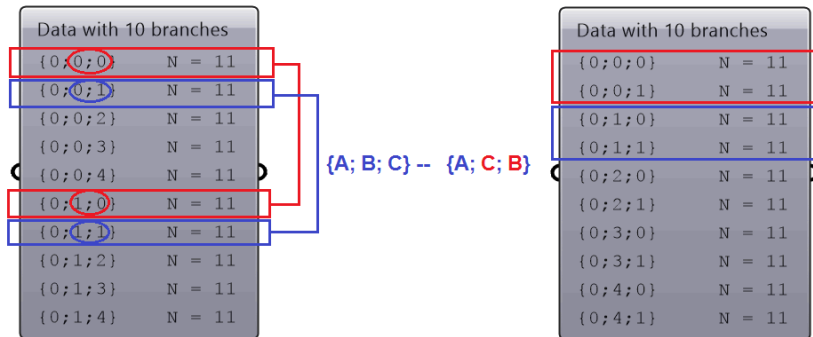 Data with 10 branches
{0;0;0} N = 11
{0;0;1} N = 11
{0;0;2} N = 11
{0;0;3} N = 11
{0;0;4} N = 11
{0;1;0} N = 11
{0;1;1} N = 11
{0;1;2} N = 11
{0;1;3} N = 11
{0;1;4} N = 11
{A; B; C} -- {A; C; B}
Data with 10 branches
{0;0;0} N = 11
{0;0;1} N = 11
{0;1;0} N = 11
{0;1;1} N = 11
{0;2;0} N = 11
{0;2;1} N = 11
{0;3;0} N = 11
{0;3;1} N = 11
{0;4;0} N = 11
{0;4;1} N = 11